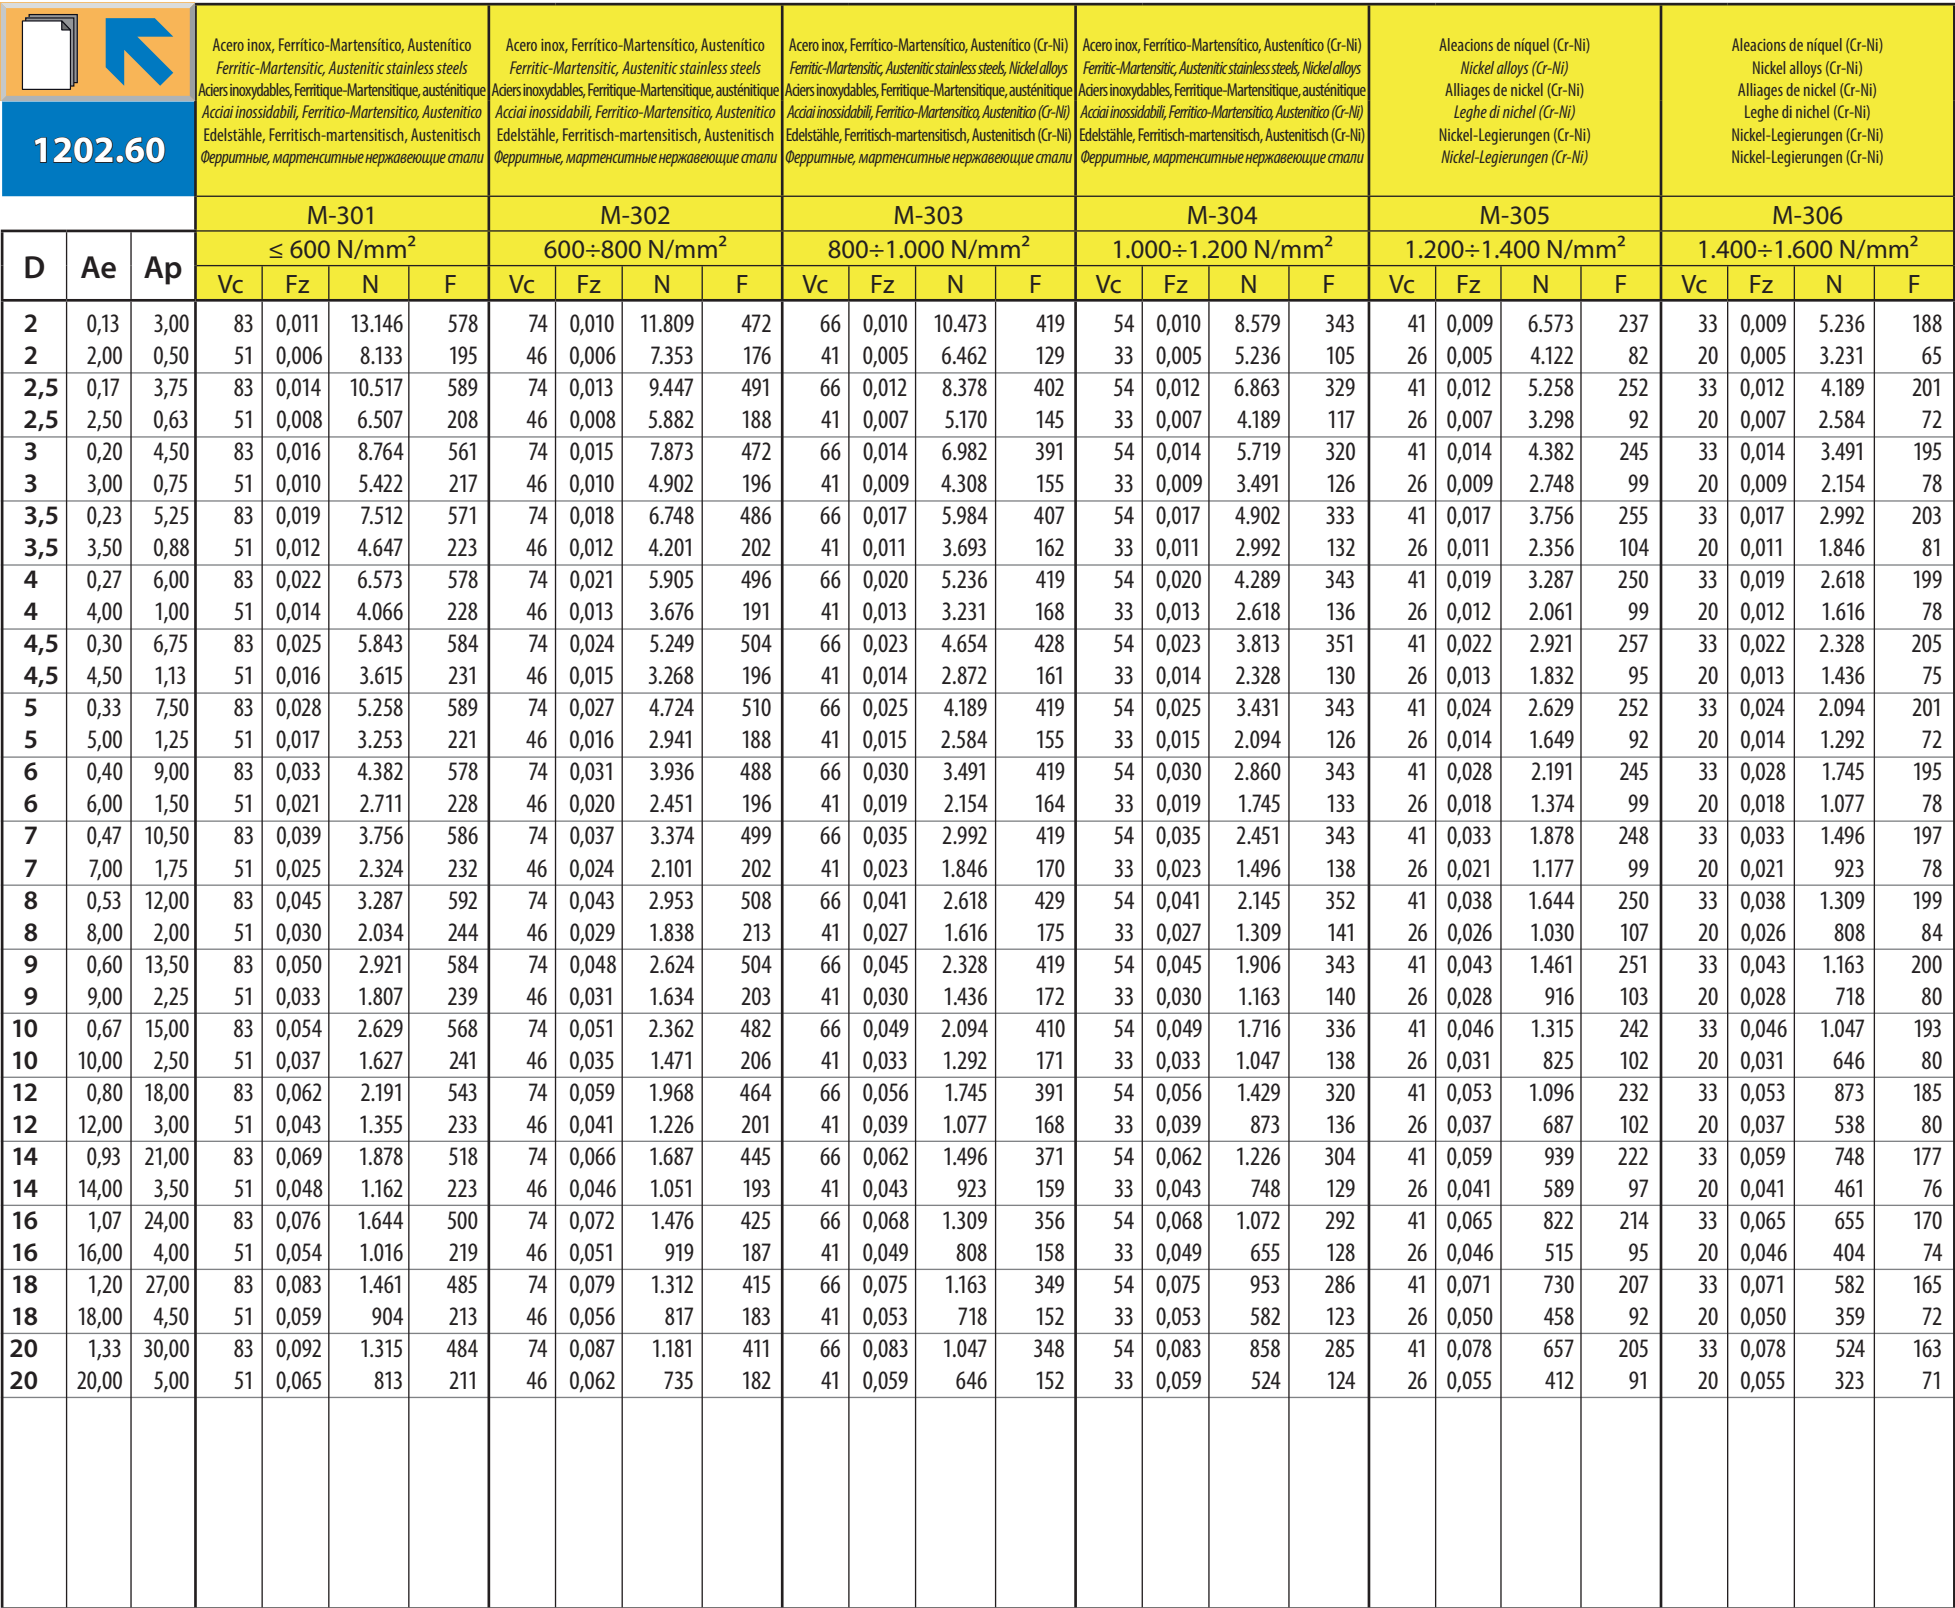 Acero inox, Ferrítico-Martensítico, Austenítico
Ferritic-Martensitic, Austenitic stainless steels
Aciers inoxydables, Ferritique-Martensitique, austénitique
Acciai inossidabili, Ferritico-Martensitico, Austenitico
Edelstähle, Ferritisch-martensitisch, Austenitisch
Ферритные, мартенситные нержавеющие стали
Acero inox, Ferrítico-Martensítico, Austenítico
Ferritic-Martensitic, Austenitic stainless steels
Aciers inoxydables, Ferritique-Martensitique, austénitique
Acciai inossidabili, Ferritico-Martensitico, Austenitico
Edelstähle, Ferritisch-martensitisch, Austenitisch
Ферритные, мартенситные нержавеющие стали
Acero inox, Ferrítico-Martensítico, Austenítico (Cr-Ni)
Ferritic-Martensitic, Austenitic stainless steels, Nickel alloys
Aciers inoxydables, Ferritique-Martensitique, austénitique
Acciai inossidabili, Ferritico-Martensitico, Austenitico (Cr-Ni)
Edelstähle, Ferritisch-martensitisch, Austenitisch (Cr-Ni)
Ферритные, мартенситные нержавеющие стали
Acero inox, Ferrítico-Martensítico, Austenítico (Cr-Ni)
Ferritic-Martensitic, Austenitic stainless steels, Nickel alloys
Aciers inoxydables, Ferritique-Martensitique, austénitique
Acciai inossidabili, Ferritico-Martensitico, Austenitico (Cr-Ni)
Edelstähle, Ferritisch-martensitisch, Austenitisch (Cr-Ni)
Ферритные, мартенситные нержавеющие стали
Aleacions de níquel (Cr-Ni)
Nickel alloys (Cr-Ni)
Alliages de nickel (Cr-Ni)
Leghe di nichel (Cr-Ni)
Nickel-Legierungen (Cr-Ni)
Nickel-Legierungen (Cr-Ni)
Aleacions de níquel (Cr-Ni)
Nickel alloys (Cr-Ni)
Alliages de nickel (Cr-Ni)
Leghe di nichel (Cr-Ni)
Nickel-Legierungen (Cr-Ni)
Nickel-Legierungen (Cr-Ni)
1202.60
M-301 M-302 M-303 M-304 M-305 M-306
D Ae Ap ≤ 600 N/mm² 600÷800 N/mm² 800÷1.000 N/mm² 1.000÷1.200 N/mm² 1.200÷1.400 N/mm² 1.400÷1.600 N/mm²
Vc Fz N F Vc Fz N F Vc Fz N F Vc Fz N F Vc Fz N F Vc Fz N F
2 0,13 3,00 83 0,011 13.146 578 74 0,010 11.809 472 66 0,010 10.473 419 54 0,010 8.579 343 41 0,009 6.573 237 33 0,009 5.236 188
2 2,00 0,50 51 0,006 8.133 195 46 0,006 7.353 176 41 0,005 6.462 129 33 0,005 5.236 105 26 0,005 4.122 82 20 0,005 3.231 65
2,5 0,17 3,75 83 0,014 10.517 589 74 0,013 9.447 491 66 0,012 8.378 402 54 0,012 6.863 329 41 0,012 5.258 252 33 0,012 4.189 201
2,5 2,50 0,63 51 0,008 6.507 208 46 0,008 5.882 188 41 0,007 5.170 145 33 0,007 4.189 117 26 0,007 3.298 92 20 0,007 2.584 72
3 0,20 4,50 83 0,016 8.764 561 74 0,015 7.873 472 66 0,014 6.982 391 54 0,014 5.719 320 41 0,014 4.382 245 33 0,014 3.491 195
3 3,00 0,75 51 0,010 5.422 217 46 0,010 4.902 196 41 0,009 4.308 155 33 0,009 3.491 126 26 0,009 2.748 99 20 0,009 2.154 78
3,5 0,23 5,25 83 0,019 7.512 571 74 0,018 6.748 486 66 0,017 5.984 407 54 0,017 4.902 333 41 0,017 3.756 255 33 0,017 2.992 203
3,5 3,50 0,88 51 0,012 4.647 223 46 0,012 4.201 202 41 0,011 3.693 162 33 0,011 2.992 132 26 0,011 2.356 104 20 0,011 1.846 81
4 0,27 6,00 83 0,022 6.573 578 74 0,021 5.905 496 66 0,020 5.236 419 54 0,020 4.289 343 41 0,019 3.287 250 33 0,019 2.618 199
4 4,00 1,00 51 0,014 4.066 228 46 0,013 3.676 191 41 0,013 3.231 168 33 0,013 2.618 136 26 0,012 2.061 99 20 0,012 1.616 78
4,5 0,30 6,75 83 0,025 5.843 584 74 0,024 5.249 504 66 0,023 4.654 428 54 0,023 3.813 351 41 0,022 2.921 257 33 0,022 2.328 205
4,5 4,50 1,13 51 0,016 3.615 231 46 0,015 3.268 196 41 0,014 2.872 161 33 0,014 2.328 130 26 0,013 1.832 95 20 0,013 1.436 75
5 0,33 7,50 83 0,028 5.258 589 74 0,027 4.724 510 66 0,025 4.189 419 54 0,025 3.431 343 41 0,024 2.629 252 33 0,024 2.094 201
5 5,00 1,25 51 0,017 3.253 221 46 0,016 2.941 188 41 0,015 2.584 155 33 0,015 2.094 126 26 0,014 1.649 92 20 0,014 1.292 72
6 0,40 9,00 83 0,033 4.382 578 74 0,031 3.936 488 66 0,030 3.491 419 54 0,030 2.860 343 41 0,028 2.191 245 33 0,028 1.745 195
6 6,00 1,50 51 0,021 2.711 228 46 0,020 2.451 196 41 0,019 2.154 164 33 0,019 1.745 133 26 0,018 1.374 99 20 0,018 1.077 78
7 0,47 10,50 83 0,039 3.756 586 74 0,037 3.374 499 66 0,035 2.992 419 54 0,035 2.451 343 41 0,033 1.878 248 33 0,033 1.496 197
7 7,00 1,75 51 0,025 2.324 232 46 0,024 2.101 202 41 0,023 1.846 170 33 0,023 1.496 138 26 0,021 1.177 99 20 0,021 923 78
8 0,53 12,00 83 0,045 3.287 592 74 0,043 2.953 508 66 0,041 2.618 429 54 0,041 2.145 352 41 0,038 1.644 250 33 0,038 1.309 199
8 8,00 2,00 51 0,030 2.034 244 46 0,029 1.838 213 41 0,027 1.616 175 33 0,027 1.309 141 26 0,026 1.030 107 20 0,026 808 84
9 0,60 13,50 83 0,050 2.921 584 74 0,048 2.624 504 66 0,045 2.328 419 54 0,045 1.906 343 41 0,043 1.461 251 33 0,043 1.163 200
9 9,00 2,25 51 0,033 1.807 239 46 0,031 1.634 203 41 0,030 1.436 172 33 0,030 1.163 140 26 0,028 916 103 20 0,028 718 80
10 0,67 15,00 83 0,054 2.629 568 74 0,051 2.362 482 66 0,049 2.094 410 54 0,049 1.716 336 41 0,046 1.315 242 33 0,046 1.047 193
10 10,00 2,50 51 0,037 1.627 241 46 0,035 1.471 206 41 0,033 1.292 171 33 0,033 1.047 138 26 0,031 825 102 20 0,031 646 80
12 0,80 18,00 83 0,062 2.191 543 74 0,059 1.968 464 66 0,056 1.745 391 54 0,056 1.429 320 41 0,053 1.096 232 33 0,053 873 185
12 12,00 3,00 51 0,043 1.355 233 46 0,041 1.226 201 41 0,039 1.077 168 33 0,039 873 136 26 0,037 687 102 20 0,037 538 80
14 0,93 21,00 83 0,069 1.878 518 74 0,066 1.687 445 66 0,062 1.496 371 54 0,062 1.226 304 41 0,059 939 222 33 0,059 748 177
14 14,00 3,50 51 0,048 1.162 223 46 0,046 1.051 193 41 0,043 923 159 33 0,043 748 129 26 0,041 589 97 20 0,041 461 76
16 1,07 24,00 83 0,076 1.644 500 74 0,072 1.476 425 66 0,068 1.309 356 54 0,068 1.072 292 41 0,065 822 214 33 0,065 655 170
16 16,00 4,00 51 0,054 1.016 219 46 0,051 919 187 41 0,049 808 158 33 0,049 655 128 26 0,046 515 95 20 0,046 404 74
18 1,20 27,00 83 0,083 1.461 485 74 0,079 1.312 415 66 0,075 1.163 349 54 0,075 953 286 41 0,071 730 207 33 0,071 582 165
18 18,00 4,50 51 0,059 904 213 46 0,056 817 183 41 0,053 718 152 33 0,053 582 123 26 0,050 458 92 20 0,050 359 72
20 1,33 30,00 83 0,092 1.315 484 74 0,087 1.181 411 66 0,083 1.047 348 54 0,083 858 285 41 0,078 657 205 33 0,078 524 163
20 20,00 5,00 51 0,065 813 211 46 0,062 735 182 41 0,059 646 152 33 0,059 524 124 26 0,055 412 91 20 0,055 323 71